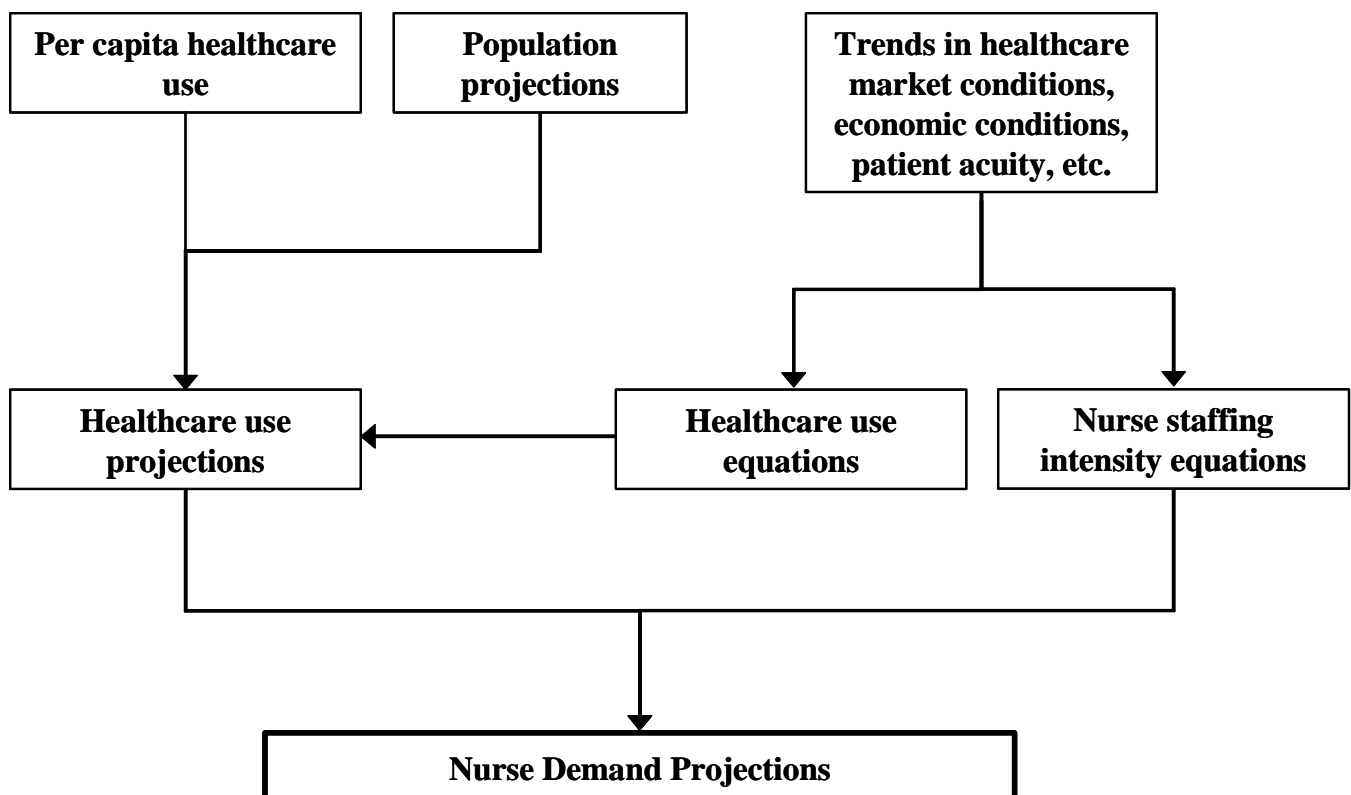 Per capita healthcare
use
Population
projections
Trends in healthcare
market conditions,
economic conditions,
patient acuity, etc.
Healthcare use
projections
Healthcare use
equations
Nurse staffing
intensity equations
Nurse Demand Projections